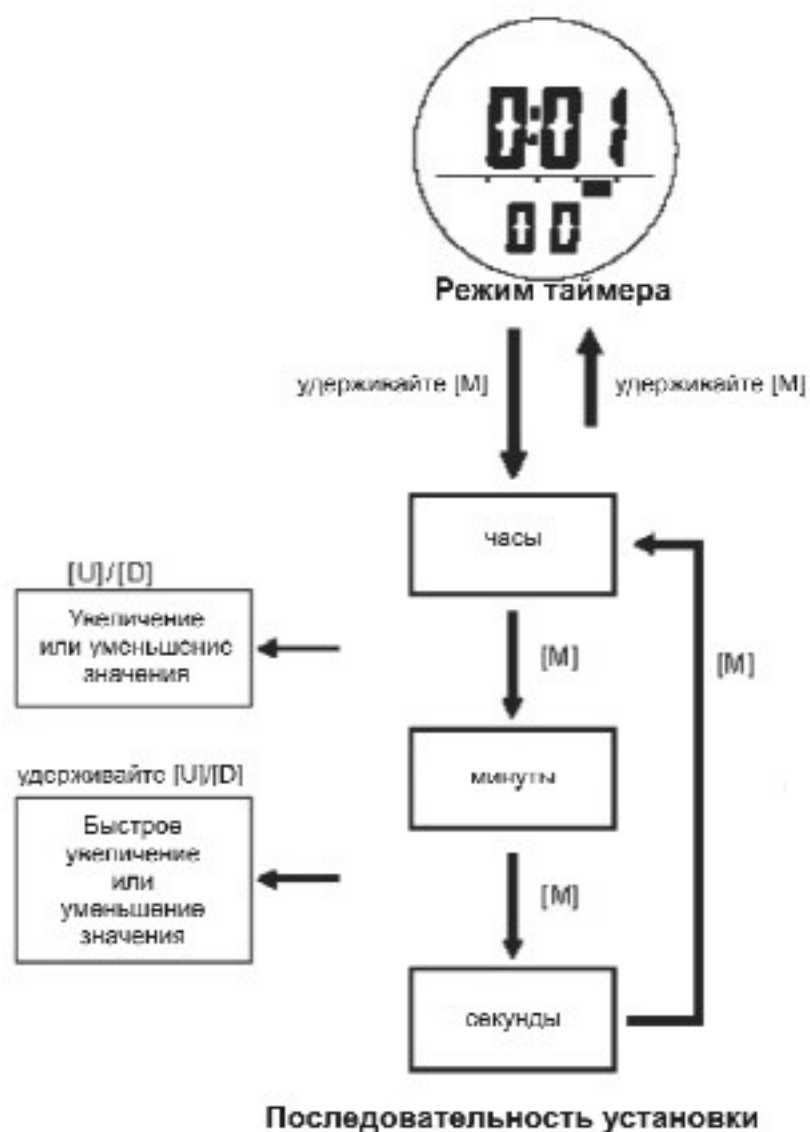 0:01
00
Режим таймера
удерживайте [M]
удерживайте [M]
часы
[U]/[D]
Увеличение
или уменьшение
значения
[M]
[M]
минуты
удерживайте [U]/[D]
Быстрое
увеличение
или
уменьшение
значения
[M]
секунды
Последовательность установки